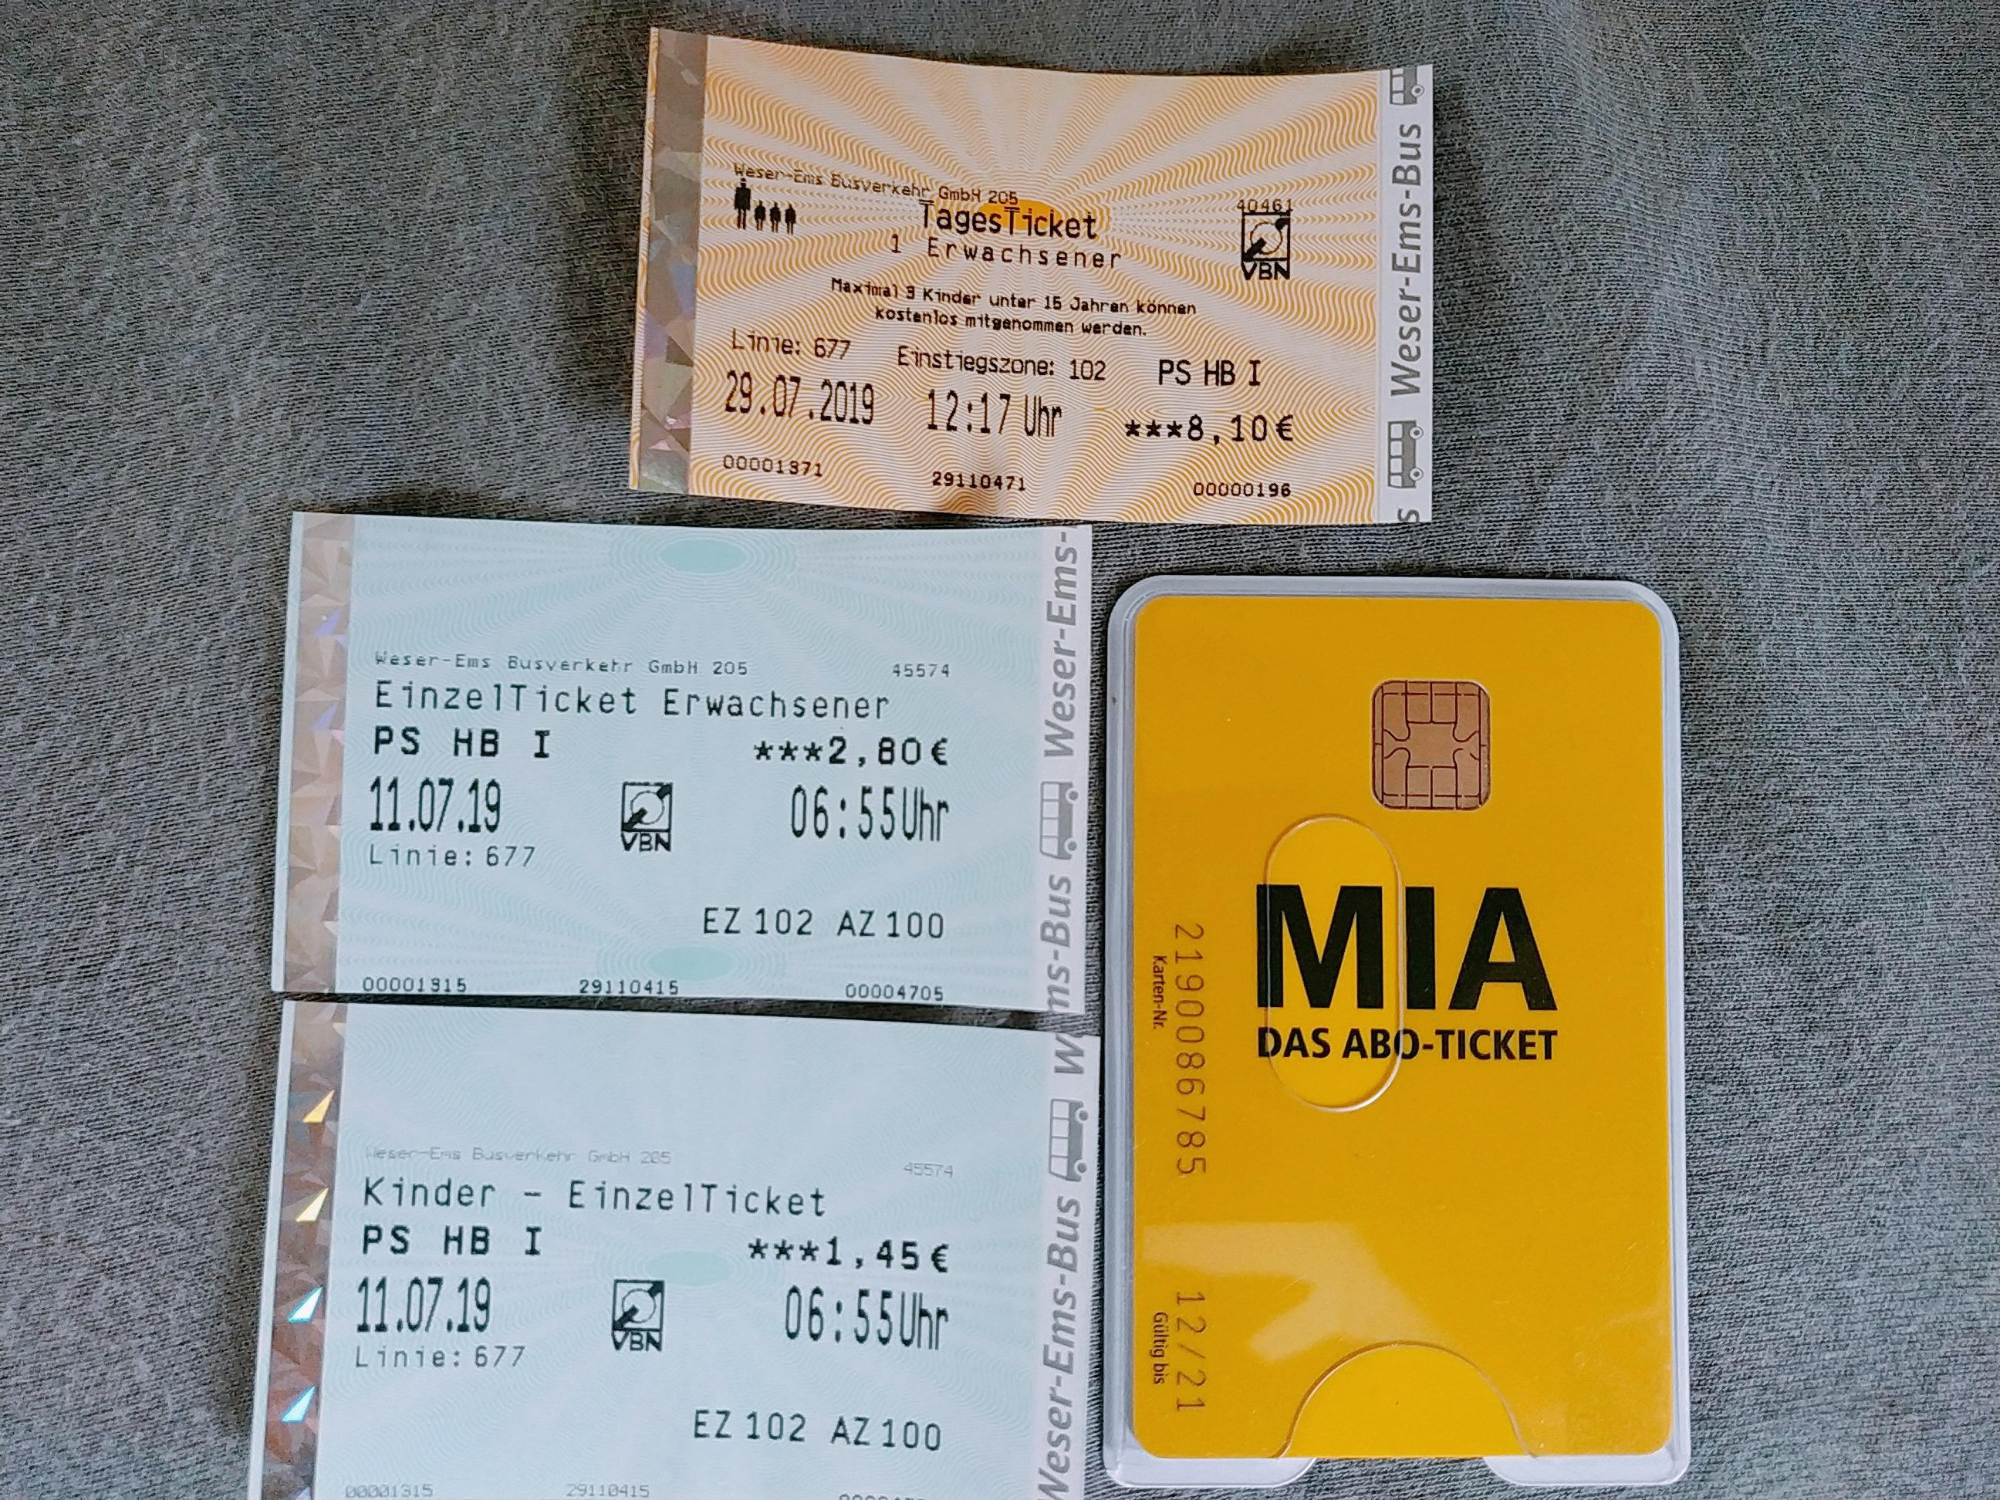 Weser-Ems Busverkehr GmbH 205
40461
TagesTicket
1 Erwachsener
VBN
Maximal 3 Kinder unter 15 Jahren können
kostenlos mitgenommen werden.
Linie: 677 Einstiegszone: 102 PS HB I
29.07.2019 12:17 Uhr ***8,10€
00001371 29110471 00000196
Weser-Ems-Bus
Weser-Ems Busverkehr GmbH 205 45574
EinzelTicket Erwachsener
PS HB I ***2,80€
11.07.19 VBN 06:55Uhr
Linie: 677
EZ 102 AZ 100
00001315 29110415 00004705
Weser-Ems-
Weser-Ems-Bus
Weser-Ems Busverkehr GmbH 205 45574
Kinder - EinzelTicket
PS HB I ***1,45€
11.07.19 VBN 06:55Uhr
Linie: 677
EZ 102 AZ 100
00001315 29110415
Weser-Ems-Bus
MIA
DAS ABO-TICKET
2190086785
Karten-Nr.
12/21
Gültig bis